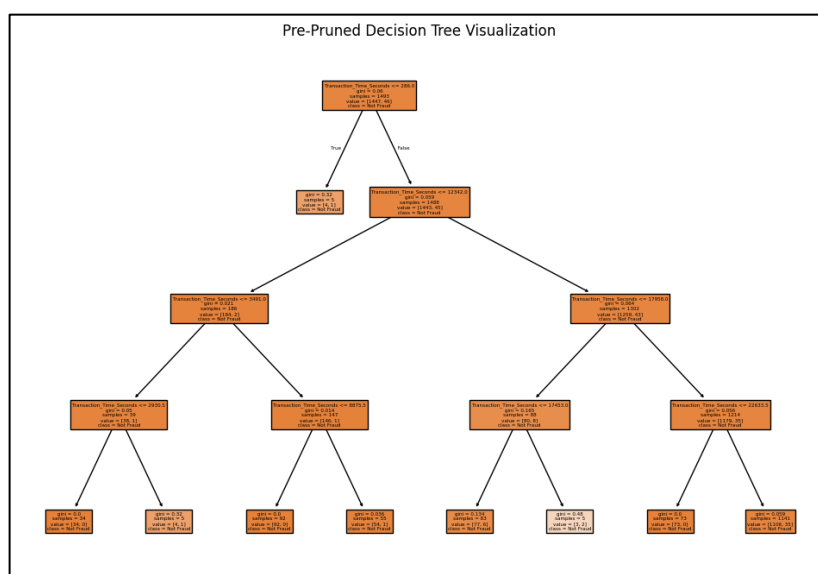 Pre-Pruned Decision Tree Visualization
Transaction_Time_Seconds <= 286.0
gini = 0.06
samples = 1493
value = [1447, 46]
class = Not Fraud
True
False
gini = 0.32
samples = 5
value = [4, 1]
class = Not Fraud
Transaction_Time_Seconds <= 12342.0
gini = 0.059
samples = 1488
value = [1443, 45]
class = Not Fraud
Transaction_Time_Seconds <= 3491.0
gini = 0.021
samples = 186
value = [184, 2]
class = Not Fraud
Transaction_Time_Seconds <= 17958.0
gini = 0.064
samples = 1302
value = [1259, 43]
class = Not Fraud
Transaction_Time_Seconds <= 2930.5
gini = 0.05
samples = 39
value = [38, 1]
class = Not Fraud
Transaction_Time_Seconds <= 8875.5
gini = 0.014
samples = 147
value = [146, 1]
class = Not Fraud
Transaction_Time_Seconds <= 17453.0
gini = 0.165
samples = 88
value = [80, 8]
class = Not Fraud
Transaction_Time_Seconds <= 22633.5
gini = 0.056
samples = 1214
value = [1179, 35]
class = Not Fraud
gini = 0.0
samples = 34
value = [34, 0]
class = Not Fraud
gini = 0.32
samples = 5
value = [4, 1]
class = Not Fraud
gini = 0.0
samples = 92
value = [92, 0]
class = Not Fraud
gini = 0.036
samples = 55
value = [54, 1]
class = Not Fraud
gini = 0.134
samples = 83
value = [77, 6]
class = Not Fraud
gini = 0.48
samples = 5
value = [3, 2]
class = Not Fraud
gini = 0.0
samples = 73
value = [73, 0]
class = Not Fraud
gini = 0.059
samples = 1141
value = [1106, 35]
class = Not Fraud